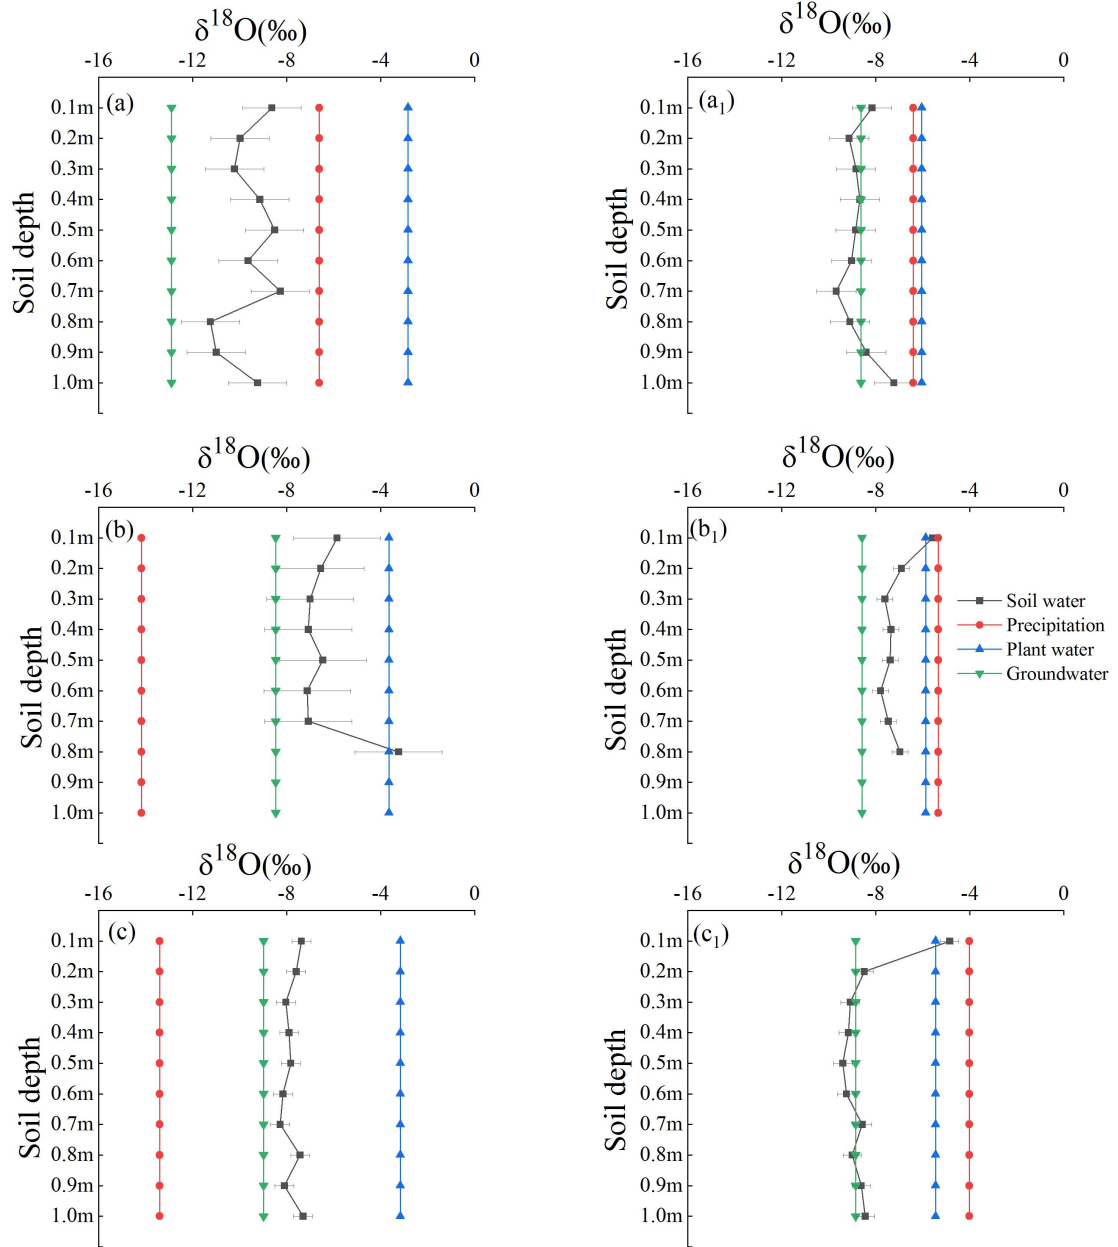 δ¹⁸O(‰)
-16 -12 -8 -4 0
(a)
Soil depth
0.1m
0.2m
0.3m
0.4m
0.5m
0.6m
0.7m
0.8m
0.9m
1.0m
δ¹⁸O(‰)
-16 -12 -8 -4 0
(a₁)
Soil depth
0.1m
0.2m
0.3m
0.4m
0.5m
0.6m
0.7m
0.8m
0.9m
1.0m
δ¹⁸O(‰)
-16 -12 -8 -4 0
(b)
Soil depth
0.1m
0.2m
0.3m
0.4m
0.5m
0.6m
0.7m
0.8m
0.9m
1.0m
δ¹⁸O(‰)
-16 -12 -8 -4 0
(b₁)
Soil depth
0.1m
0.2m
0.3m
0.4m
0.5m
0.6m
0.7m
0.8m
0.9m
1.0m
Soil water
Precipitation
Plant water
Groundwater
δ¹⁸O(‰)
-16 -12 -8 -4 0
(c)
Soil depth
0.1m
0.2m
0.3m
0.4m
0.5m
0.6m
0.7m
0.8m
0.9m
1.0m
δ¹⁸O(‰)
-16 -12 -8 -4 0
(c₁)
Soil depth
0.1m
0.2m
0.3m
0.4m
0.5m
0.6m
0.7m
0.8m
0.9m
1.0m